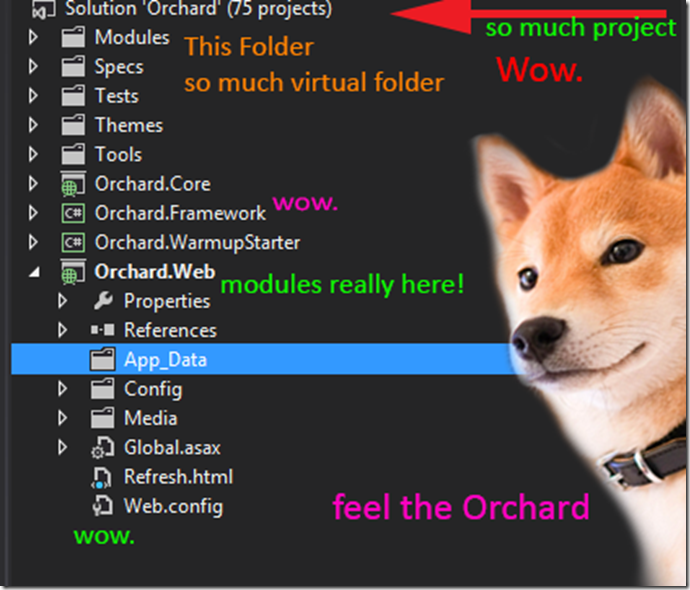 Solution 'Orchard' (75 projects)
so much project
Modules
This Folder
Wow.
Specs
so much virtual folder
Tests
Themes
Tools
Orchard.Core
wow.
C# Orchard.Framework
C# Orchard.WarmupStarter
Orchard.Web
modules really here!
Properties
References
App_Data
Config
Media
Global.asax
Refresh.html
Web.config
feel the Orchard
wow.